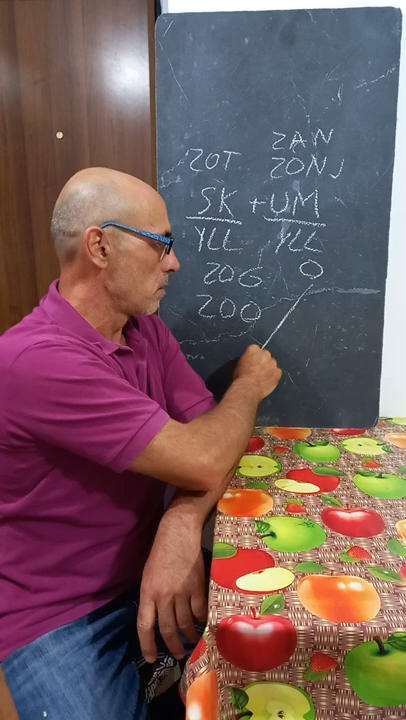 ZAN
ZOT ZONJ
SK + UM
YLL YLL
ZOG O
ZOO